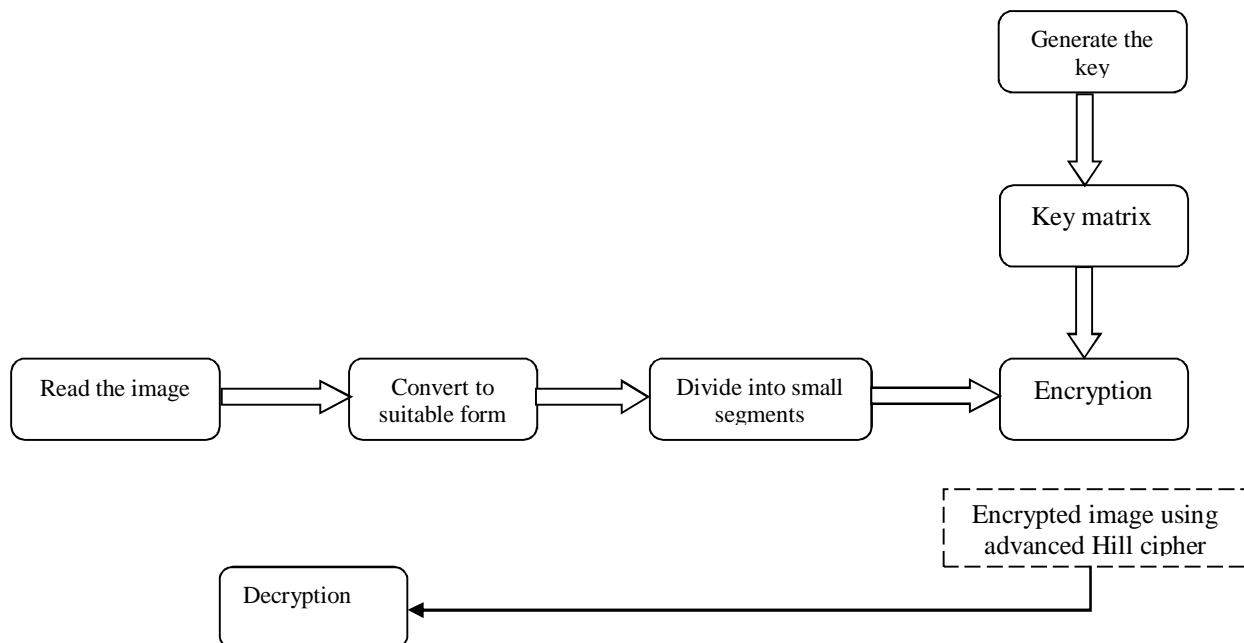 Generate the
key
Key matrix
Read the image
Convert to
suitable form
Divide into small
segments
Encryption
Encrypted image using
advanced Hill cipher
Decryption